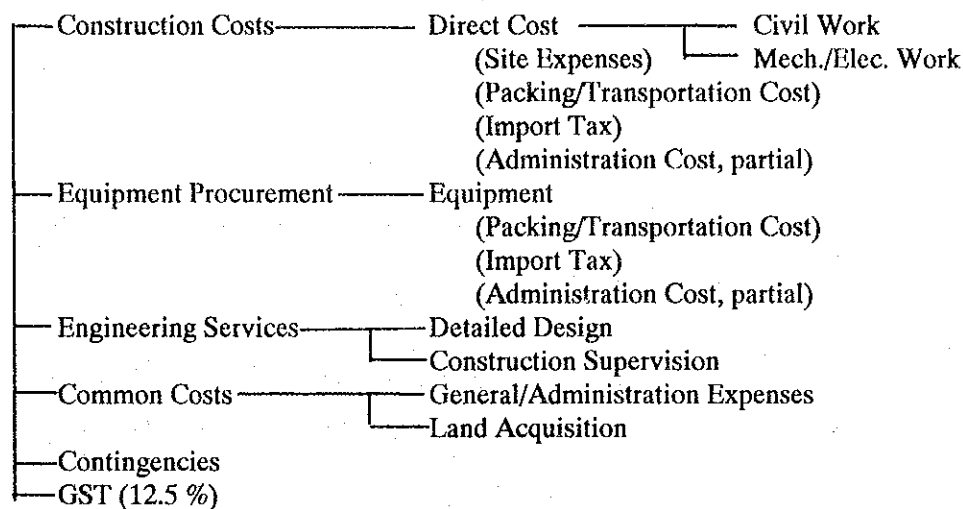 Construction Costs Direct Cost Civil Work
(Site Expenses) Mech./Elec. Work
(Packing/Transportation Cost)
(Import Tax)
(Administration Cost, partial)
Equipment Procurement Equipment
(Packing/Transportation Cost)
(Import Tax)
(Administration Cost, partial)
Engineering Services Detailed Design
Construction Supervision
Common Costs General/Administration Expenses
Land Acquisition
Contingencies
GST (12.5 %)